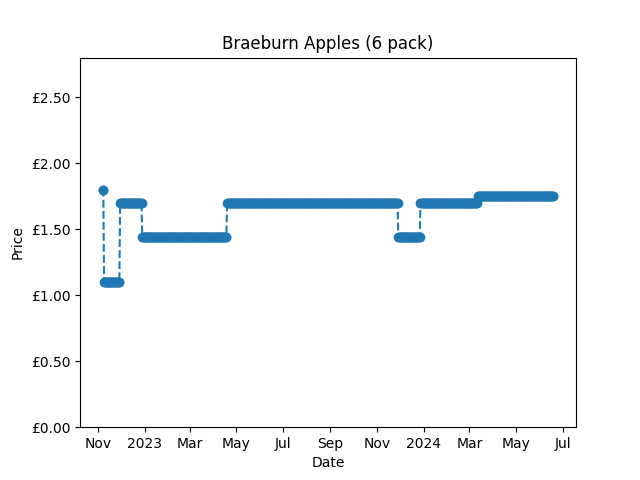 Braeburn Apples (6 pack)
£2.50
£2.00
£1.50
£1.00
£0.50
£0.00
Price
Nov 2023 Mar May Jul Sep Nov 2024 Mar May Jul
Date